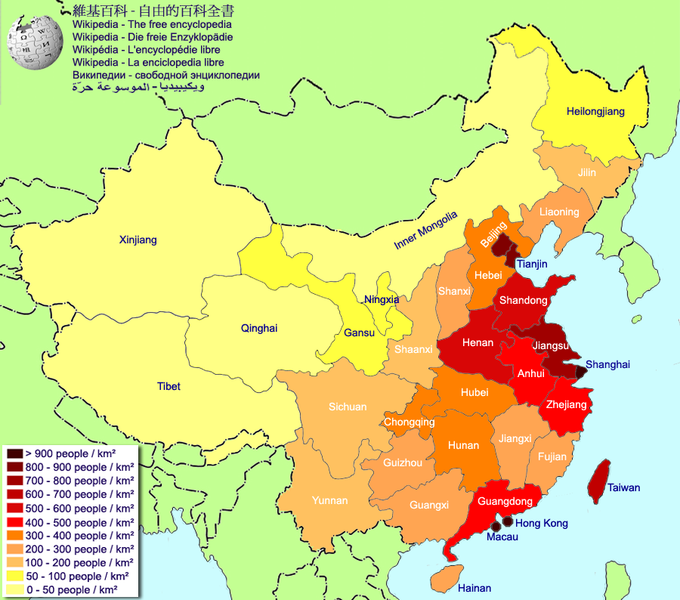 維基百科 - 自由的百科全書
Wikipedia - The free encyclopedia
Wikipedia - Die freie Enzyklopädie
Wikipédia - L'encyclopédie libre
Wikipedia - La enciclopedia libre
Википедии - свободной энциклопедии
ويكيبيديا - الموسوعة حرّة
Heilongjiang
Jilin
Liaoning
Inner Mongolia
Xinjiang
Beijing
Tianjin
Hebei
Shanxi
Shandong
Ningxia
Qinghai
Gansu
Shaanxi
Henan
Jiangsu
Shanghai
Anhui
Tibet
Sichuan
Hubei
Zhejiang
Chongqing
Hunan
Jiangxi
Fujian
Guizhou
Yunnan
Guangxi
Guangdong
Taiwan
Hong Kong
Macau
Hainan
> 900 people / km²
800 - 900 people / km²
700 - 800 people / km²
600 - 700 people / km²
500 - 600 people / km²
400 - 500 people / km²
300 - 400 people / km²
200 - 300 people / km²
100 - 200 people / km²
50 - 100 people / km²
0 - 50 people / km²